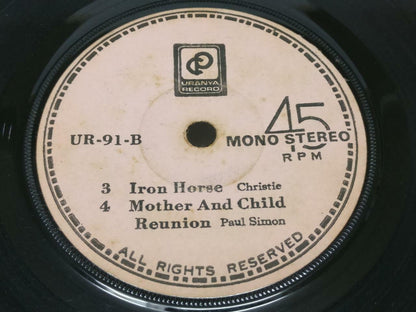 URANYA
RECORD
UR-91-B
45
MONO STEREO
RPM
3 Iron Horse Christie
4 Mother And Child
Reunion Paul Simon
ALL RIGHTS RESERVED